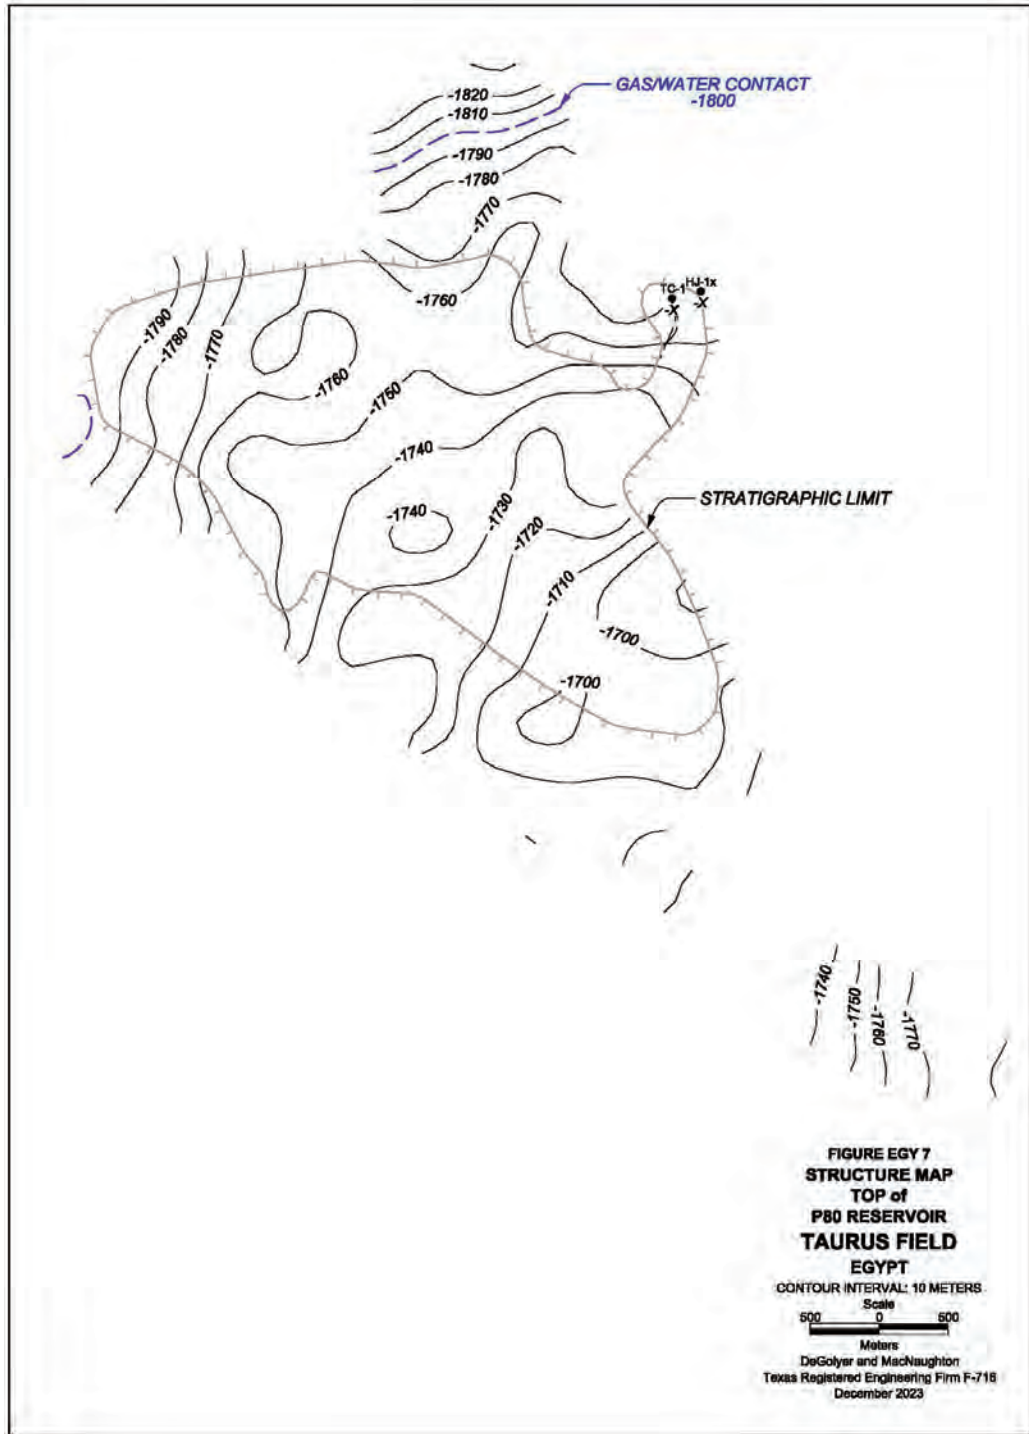 -1820
GAS/WATER CONTACT
-1800
-1810
-1790
-1780
-1770
TC-1 HJ-1x
-X -X
-1760
-1790
-1780
-1770
-1760
-1750
-1740
STRATIGRAPHIC LIMIT
-1740
-1730
-1720
-1710
-1700
-1700
-1740
-1750
-1760
-1770
FIGURE EGY 7
STRUCTURE MAP
TOP of
P80 RESERVOIR
TAURUS FIELD
EGYPT
CONTOUR INTERVAL: 10 METERS
Scale
500 0 500
Meters
DeGolyer and MacNaughton
Texas Registered Engineering Firm F-716
December 2023